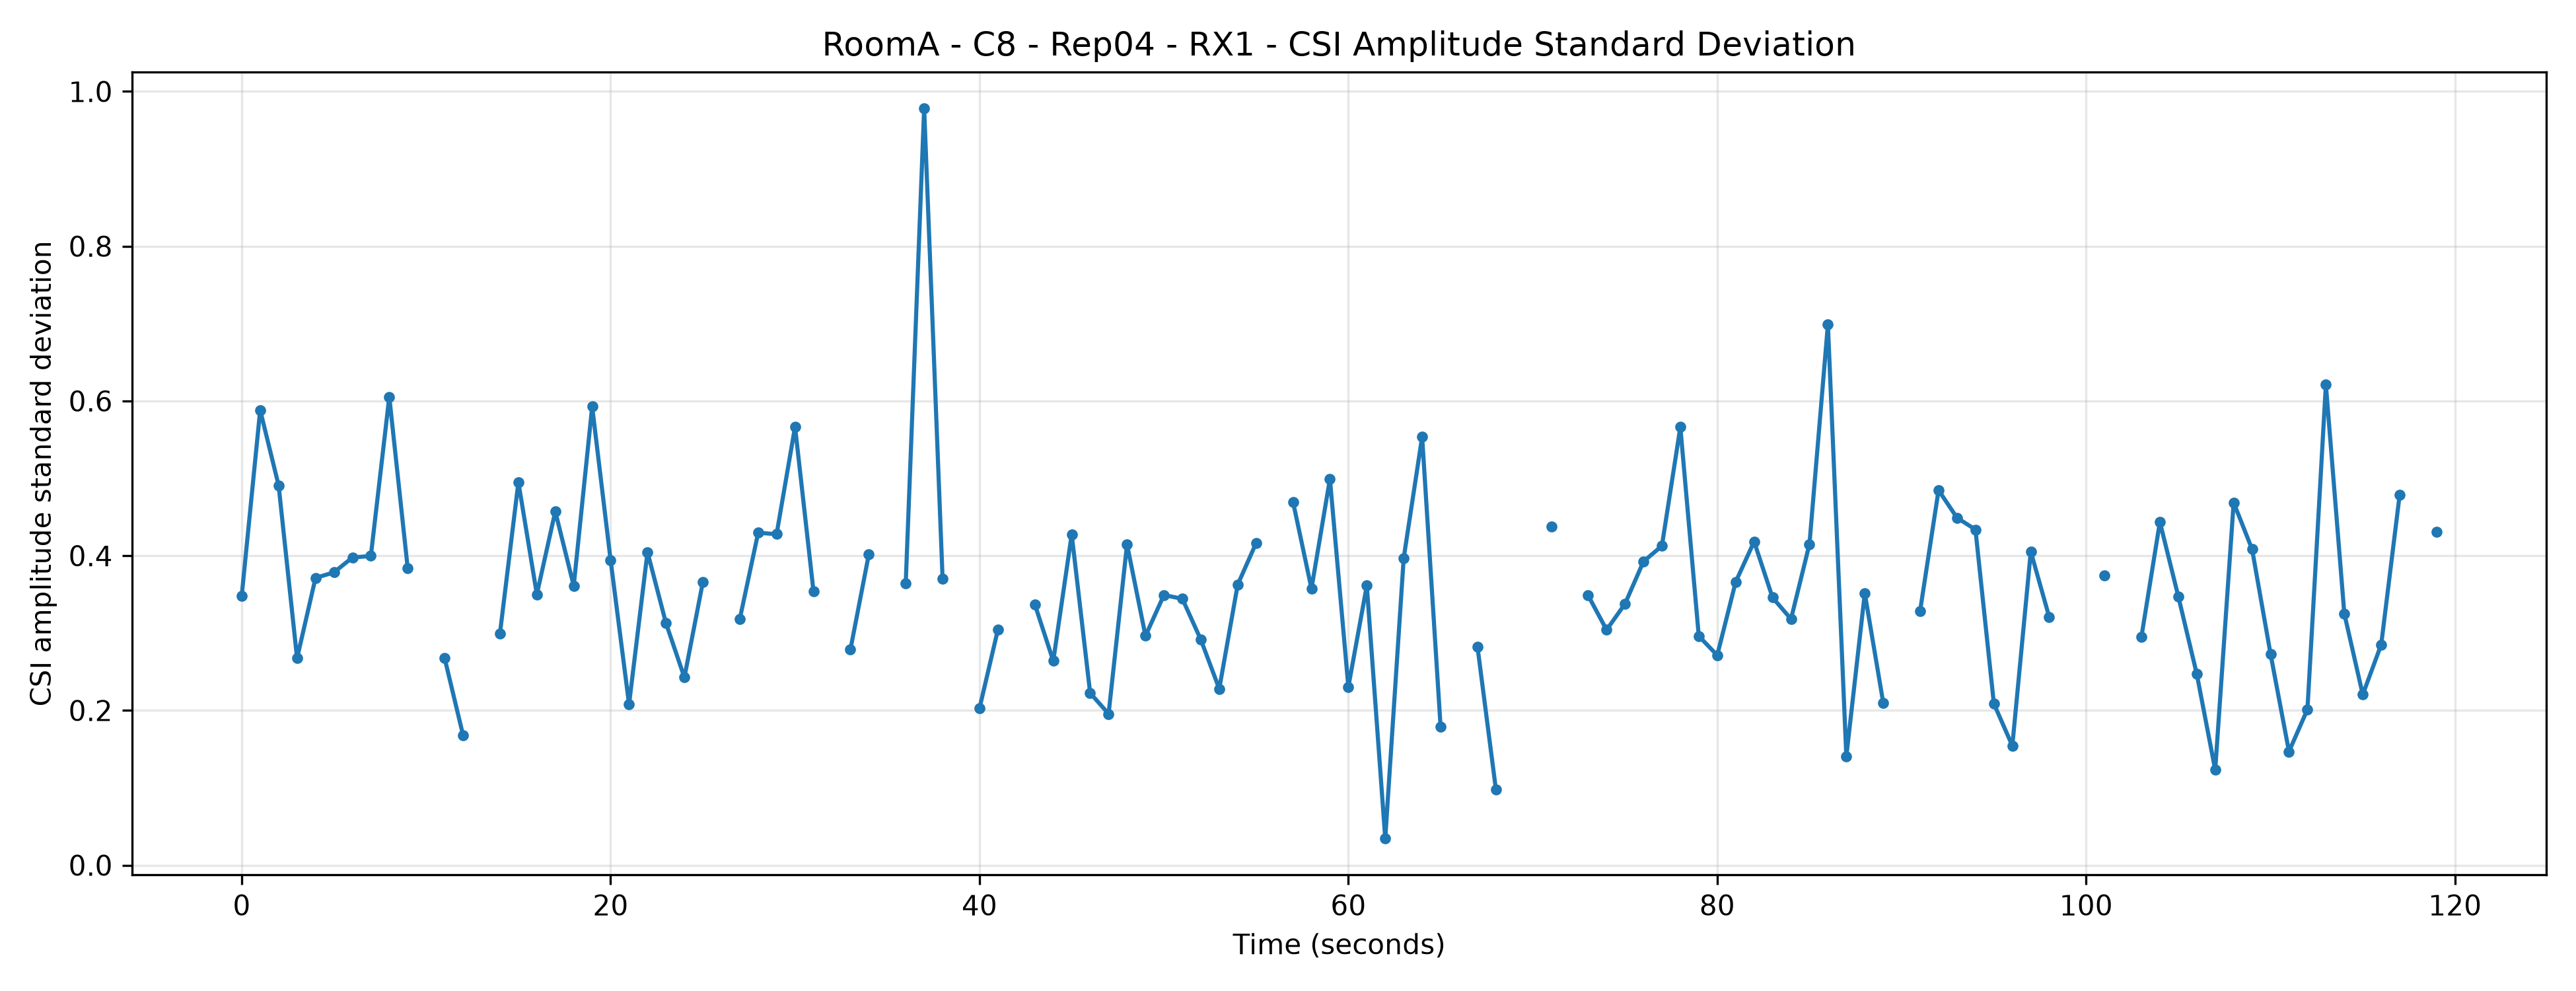 RoomA - C8 - Rep04 - RX1 - CSI Amplitude Standard Deviation
CSI amplitude standard deviation
1.0
0.8
0.6
0.4
0.2
0.0
0 20 40 60 80 100 120
Time (seconds)